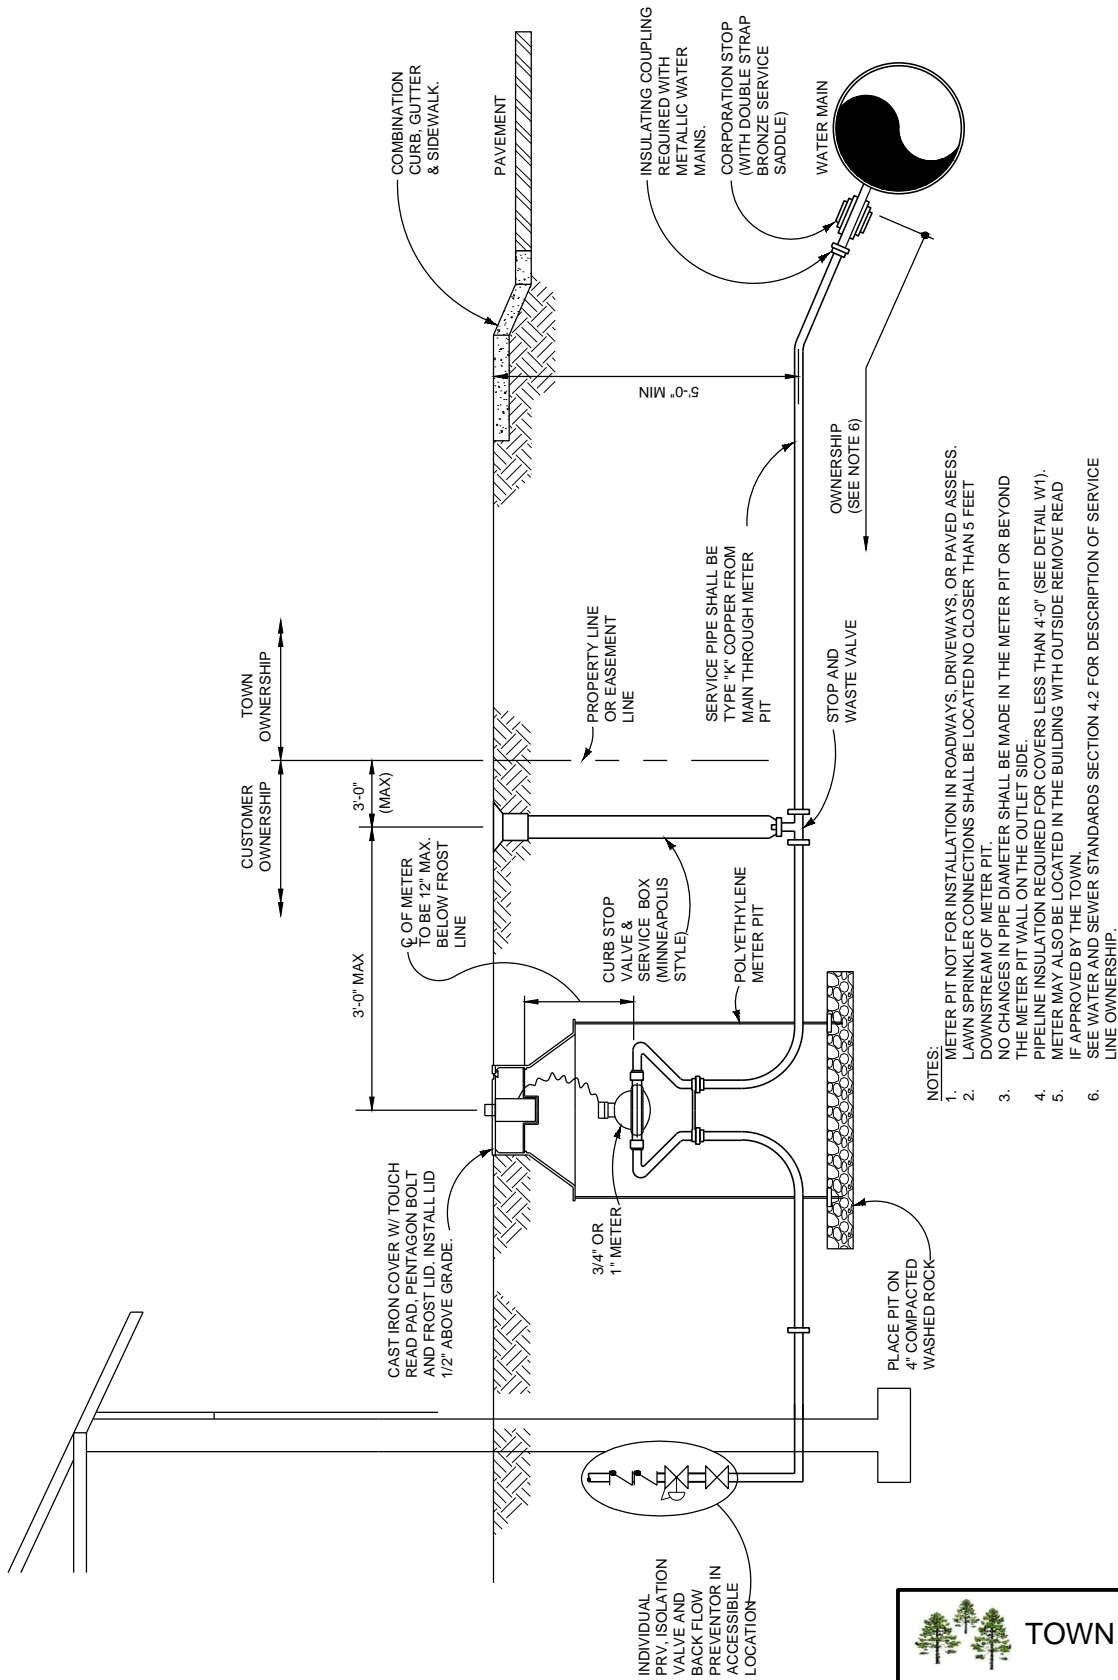 TOWN
OWNERSHIP
CUSTOMER
OWNERSHIP
3'-0"
(MAX)
3'-0" MAX
COMBINATION
CURB, GUTTER
& SIDEWALK.
PAVEMENT
INSULATING COUPLING
REQUIRED WITH
METALLIC WATER
MAINS.
CORPORATION STOP
(WITH DOUBLE STRAP
BRONZE SERVICE
SADDLE)
WATER MAIN
5'-0" MIN
OWNERSHIP
(SEE NOTE 6)
PROPERTY LINE
OR EASEMENT
LINE
SERVICE PIPE SHALL BE
TYPE "K" COPPER FROM
MAIN THROUGH METER
PIT
STOP AND
WASTE VALVE
℄ OF METER
TO BE 12" MAX.
BELOW FROST
LINE
CURB STOP
VALVE &
SERVICE BOX
(MINNEAPOLIS
STYLE)
POLYETHYLENE
METER PIT
CAST IRON COVER W/ TOUCH
READ PAD, PENTAGON BOLT
AND FROST LID. INSTALL LID
1/2" ABOVE GRADE.
3/4" OR
1" METER
PLACE PIT ON
4" COMPACTED
WASHED ROCK
INDIVIDUAL
PRV, ISOLATION
VALVE AND
BACK FLOW
PREVENTOR IN
ACCESSIBLE
LOCATION
NOTES:
1. METER PIT NOT FOR INSTALLATION IN ROADWAYS, DRIVEWAYS, OR PAVED ASSESS.
2. LAWN SPRINKLER CONNECTIONS SHALL BE LOCATED NO CLOSER THAN 5 FEET
DOWNSTREAM OF METER PIT.
3. NO CHANGES IN PIPE DIAMETER SHALL BE MADE IN THE METER PIT OR BEYOND
THE METER PIT WALL ON THE OUTLET SIDE.
4. PIPELINE INSULATION REQUIRED FOR COVERS LESS THAN 4'-0" (SEE DETAIL W1).
5. METER MAY ALSO BE LOCATED IN THE BUILDING WITH OUTSIDE REMOVE READ
IF APPROVED BY THE TOWN.
6. SEE WATER AND SEWER STANDARDS SECTION 4.2 FOR DESCRIPTION OF SERVICE
LINE OWNERSHIP.
TOWN